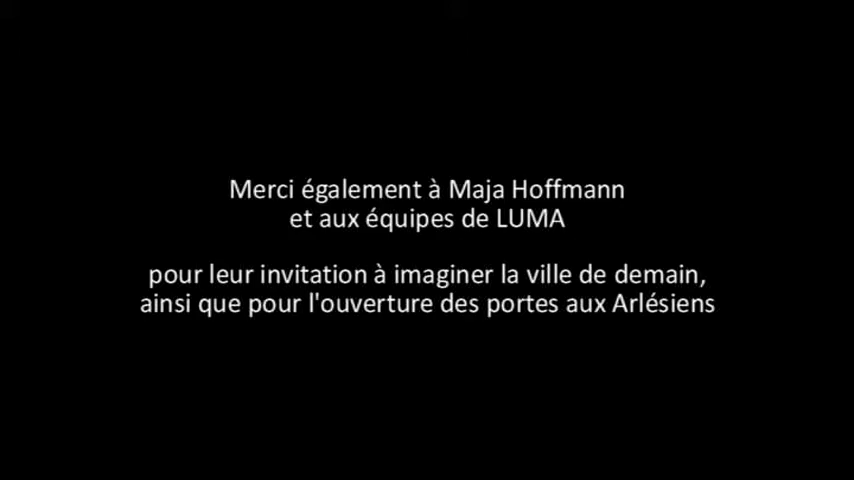 Merci également à Maja Hoffmann
et aux équipes de LUMA
pour leur invitation à imaginer la ville de demain,
ainsi que pour l'ouverture des portes aux Arlésiens